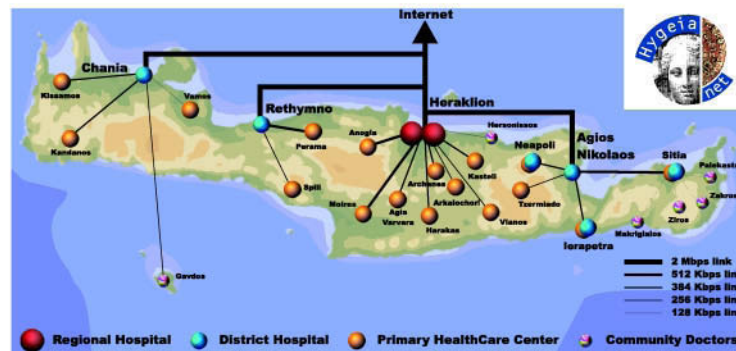 Internet
Hygeia
net
Chania
Kissamos
Vamos
Kandanos
Rethymno
Perama
Spili
Heraklion
Anogia
Hersonissos
Archanes
Kasteli
Arkalochori
Moires
Agia
Varvara
Harakas
Vianos
Agios
Nikolaos
Neapoli
Tzermiado
Sitia
Palekastro
Zakros
Ziros
Makrigialos
Ierapetra
Gavdos
2 Mbps link
512 Kbps lin
384 Kbps lin
256 Kbps lin
128 Kbps lin
Regional Hospital
District Hospital
Primary HealthCare Center
Community Doctors